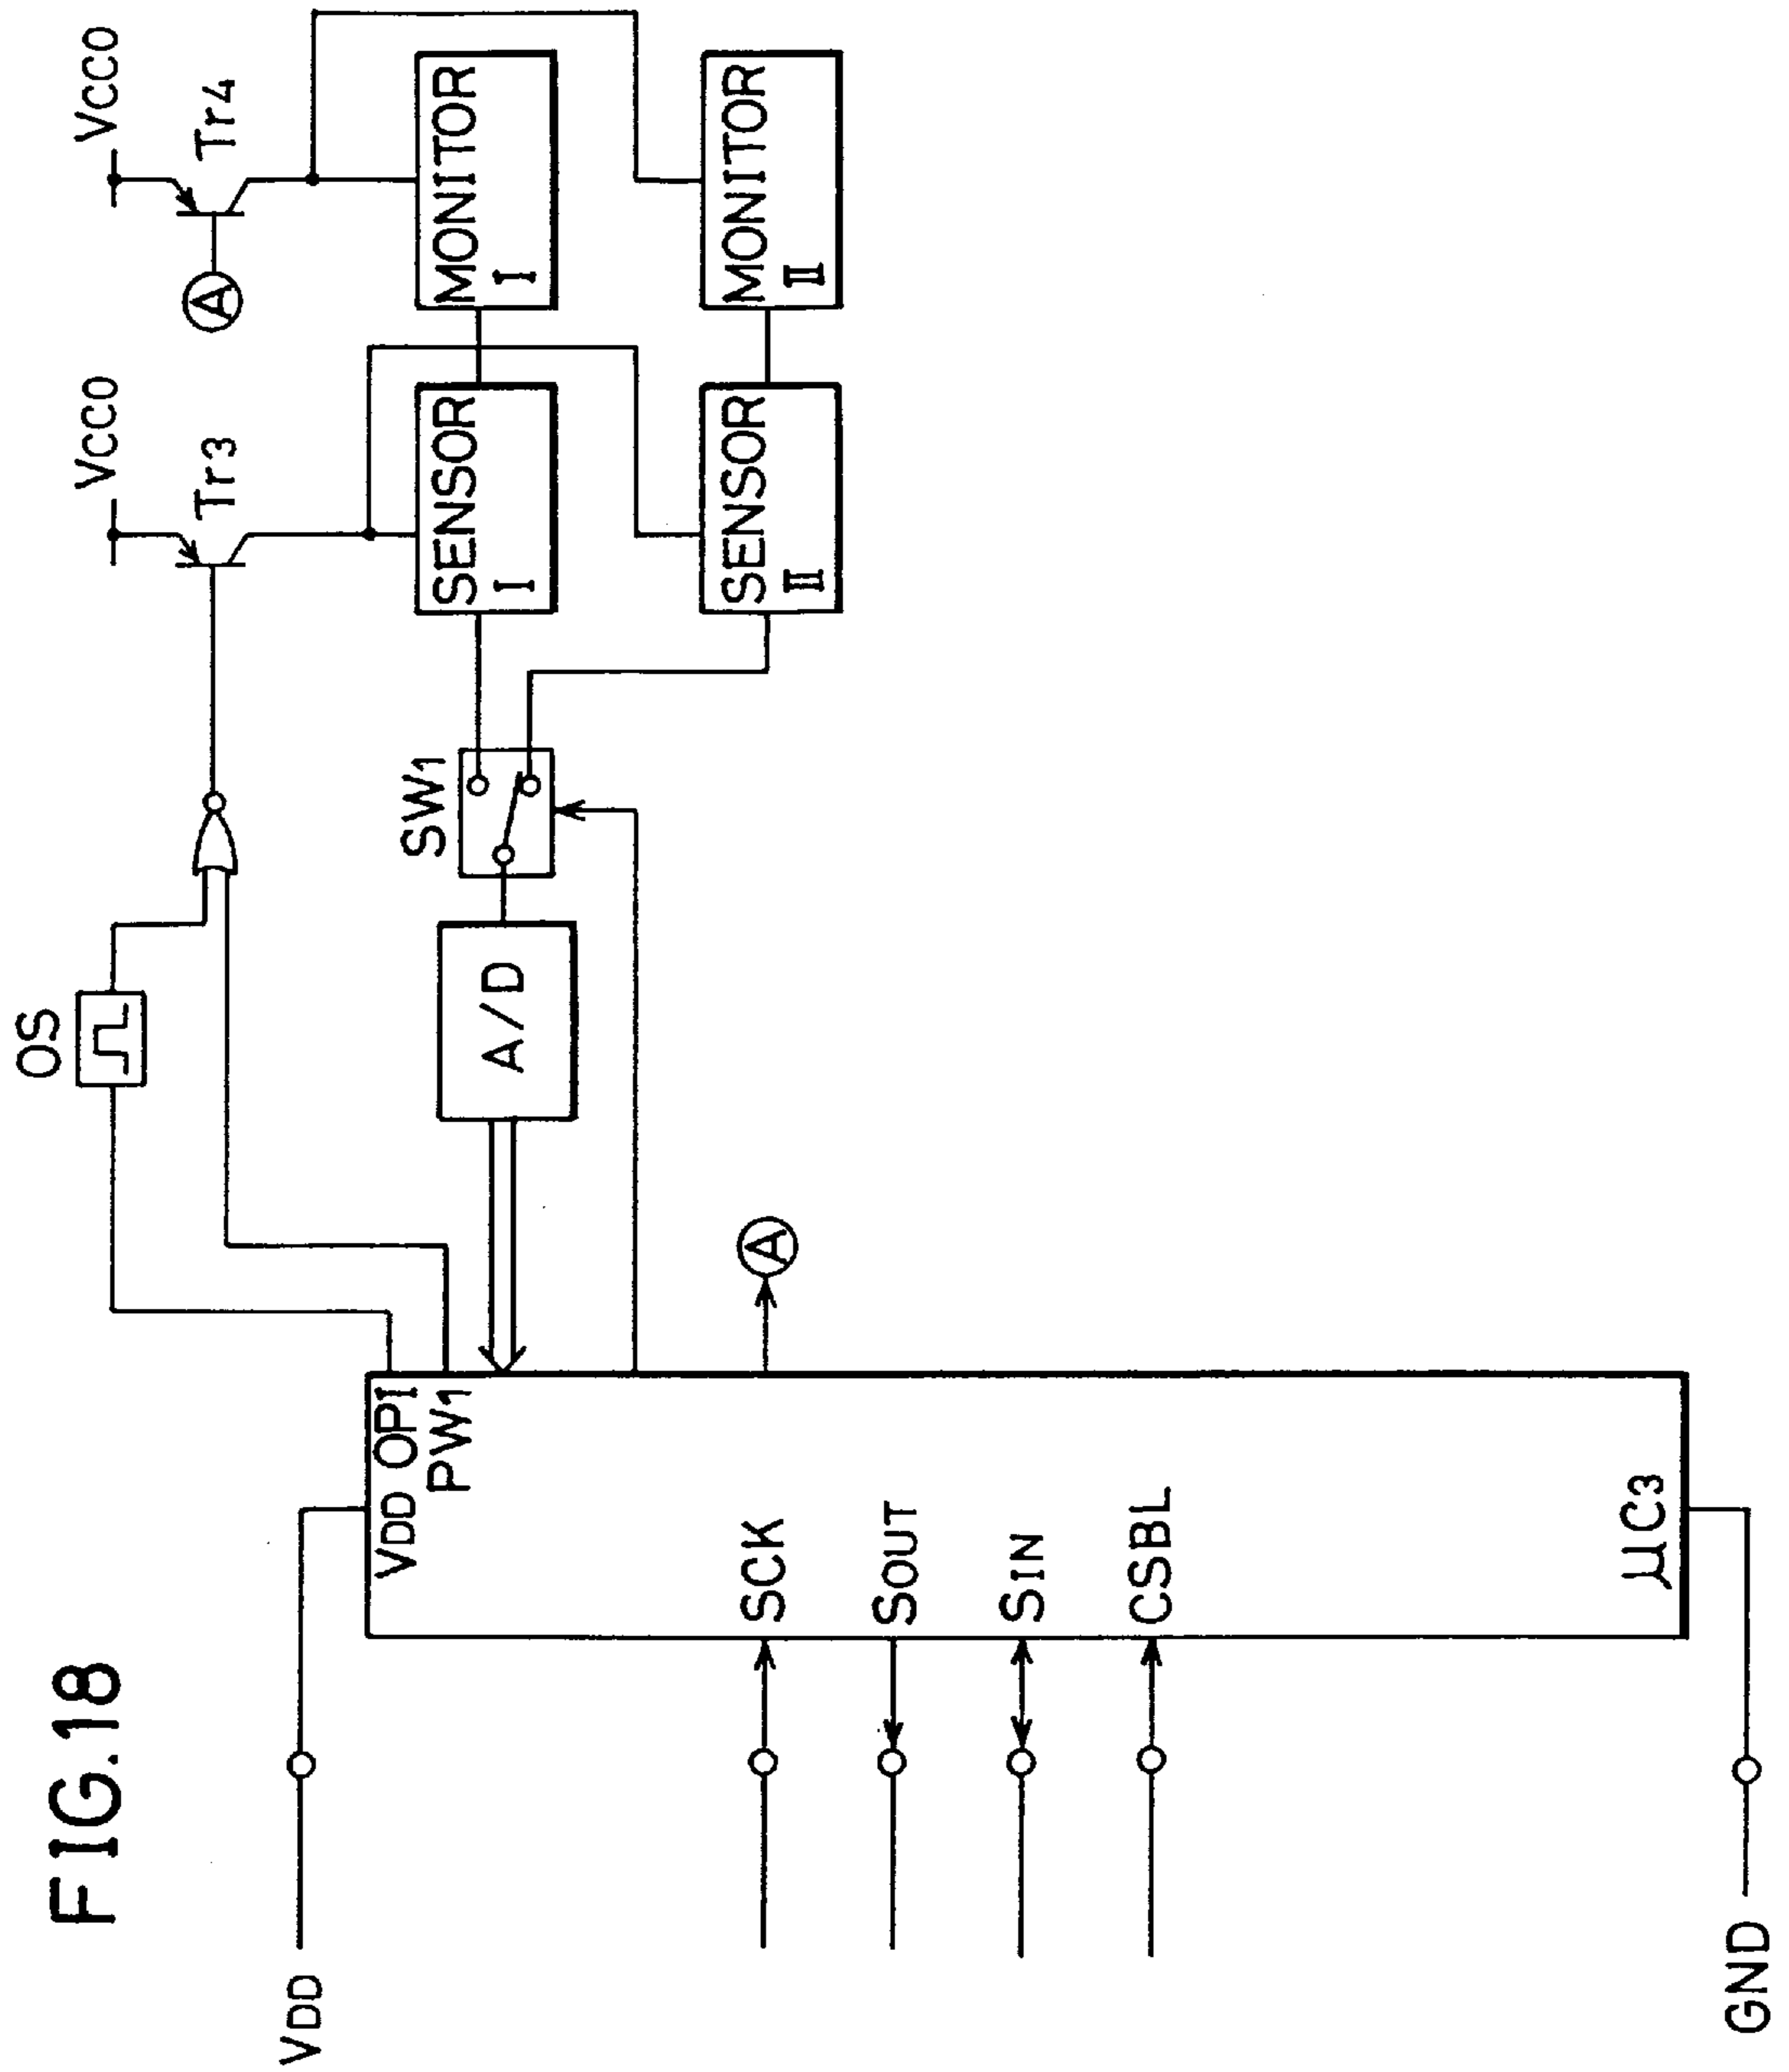 FIG.18
VDD
GND
VDD OPI
PW1
SCK
SOUT
SIN
CSBL
μC3
OS
A/D
SW1
A
VCC0
Tr3
VCC0
Tr4
A
SENSOR
I
MONITOR
I
SENSOR
II
MONITOR
II